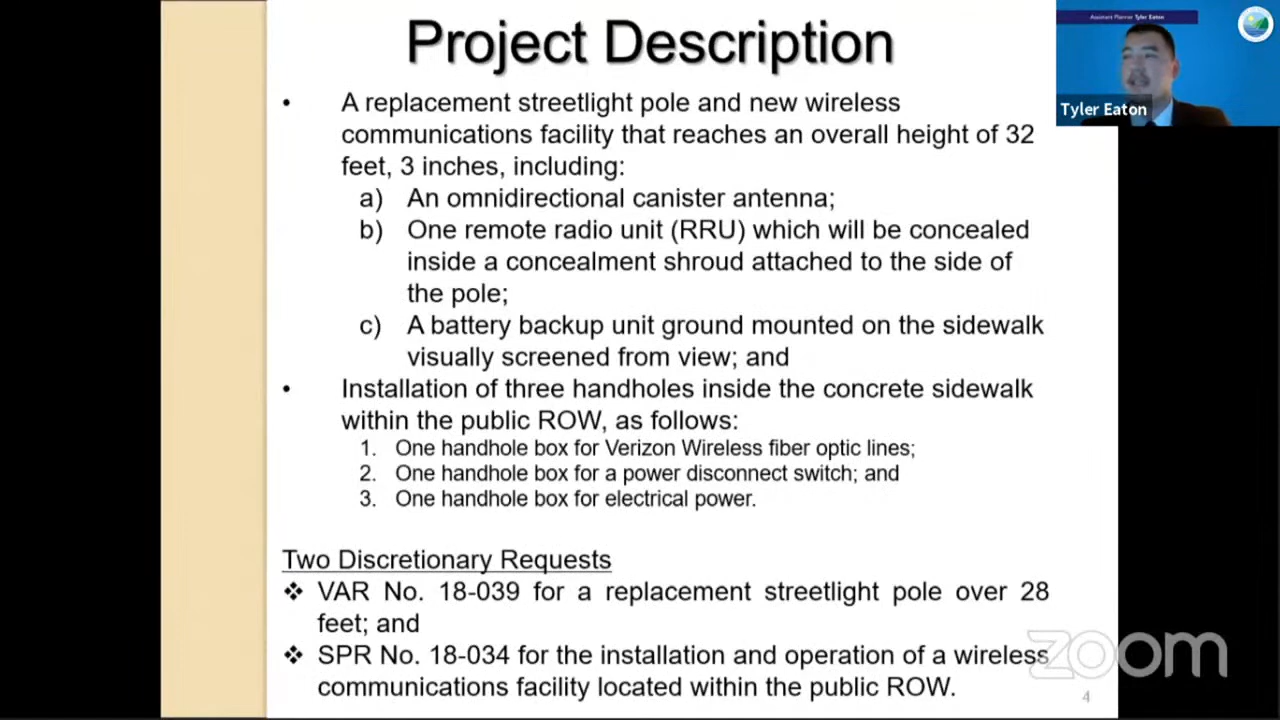 Project Description
Assistant Planner Tyler Eaton
Tyler Eaton
• A replacement streetlight pole and new wireless
communications facility that reaches an overall height of 32
feet, 3 inches, including:
a) An omnidirectional canister antenna;
b) One remote radio unit (RRU) which will be concealed
inside a concealment shroud attached to the side of
the pole;
c) A battery backup unit ground mounted on the sidewalk
visually screened from view; and
• Installation of three handholes inside the concrete sidewalk
within the public ROW, as follows:
1. One handhole box for Verizon Wireless fiber optic lines;
2. One handhole box for a power disconnect switch; and
3. One handhole box for electrical power.
Two Discretionary Requests
❖ VAR No. 18-039 for a replacement streetlight pole over 28
feet; and
❖ SPR No. 18-034 for the installation and operation of a wireless
communications facility located within the public ROW.
zoom
4